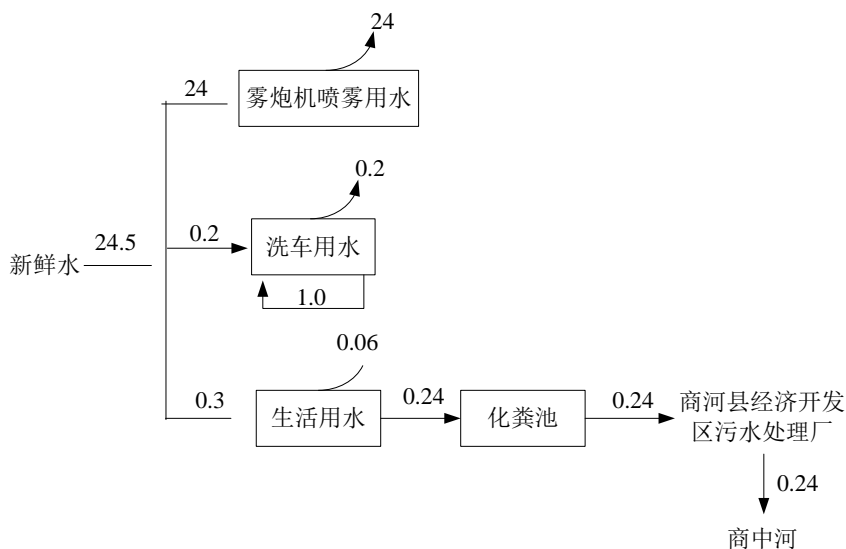 24
24
雾炮机喷雾用水
0.2
0.2
洗车用水
24.5
新鲜水
1.0
0.06
0.3
生活用水
0.24
化粪池
0.24
商河县经济开发
区污水处理厂
0.24
商中河